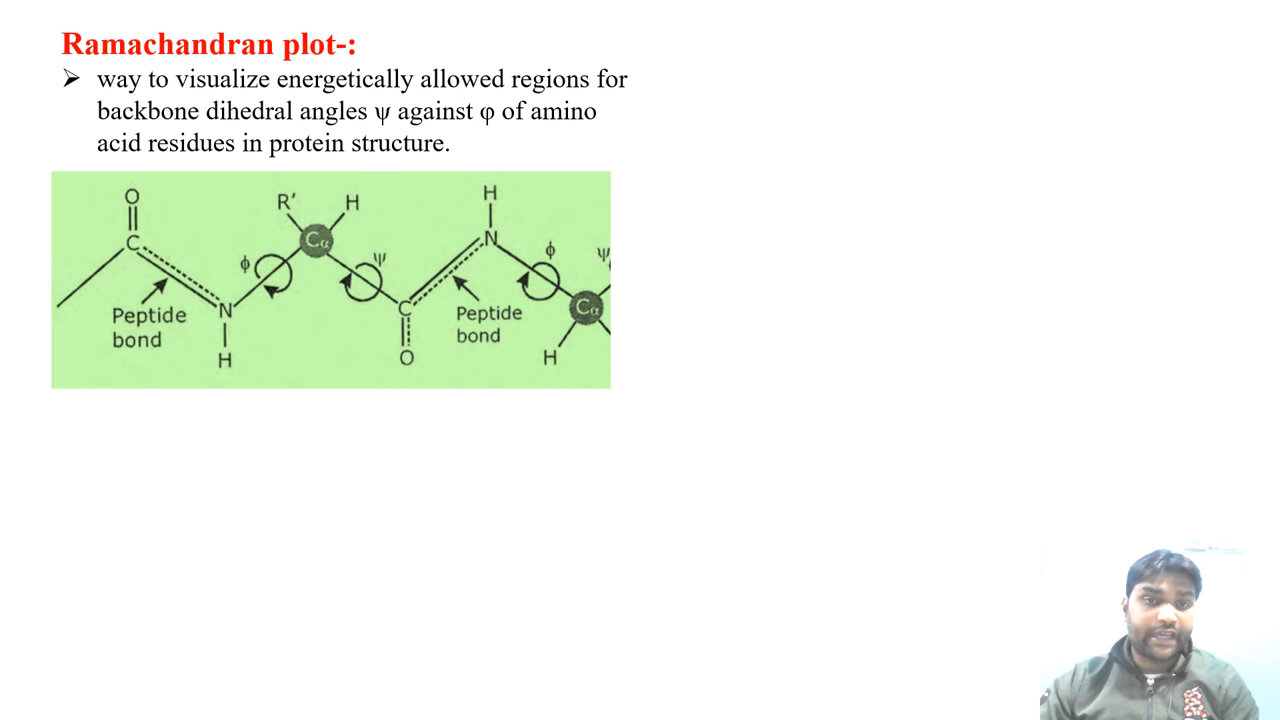 Ramachandran plot-:
➢ way to visualize energetically allowed regions for
backbone dihedral angles ψ against φ of amino
acid residues in protein structure.
O
C
Peptide
bond
N
H
ϕ
R′
H
Cα
ψ
C
O
Peptide
bond
H
N
ϕ
ψ
Cα
H